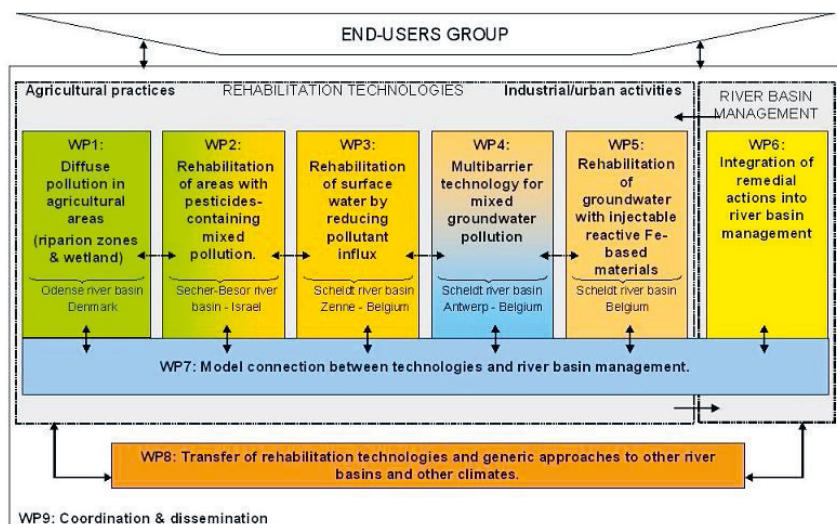 END-USERS GROUP
Agricultural practices
REHABILITATION TECHNOLOGIES
Industrial/urban activities
RIVER BASIN
MANAGEMENT
WP1:
Diffuse
pollution in
agricultural
areas
(riparion zones
& wetland)
Odense river basin
Denmark
WP2:
Rehabilitation
of areas with
pesticides-
containing
mixed
pollution.
Secher-Besor river
basin - Israel
WP3:
Rehabilitation
of surface
water by
reducing
pollutant
influx
Scheldt river basin
Zenne - Belgium
WP4:
Multibarrier
technology for
mixed
groundwater
pollution
Scheldt river basin
Antwerp - Belgium
WP5:
Rehabilitation
of
groundwater
with injectable
reactive Fe-
based
materials
Scheldt river basin
Belgium
WP6:
Integration of
remedial
actions into
river basin
management
WP7: Model connection between technologies and river basin management.
WP8: Transfer of rehabilitation technologies and generic approaches to other river
basins and other climates.
WP9: Coordination & dissemination